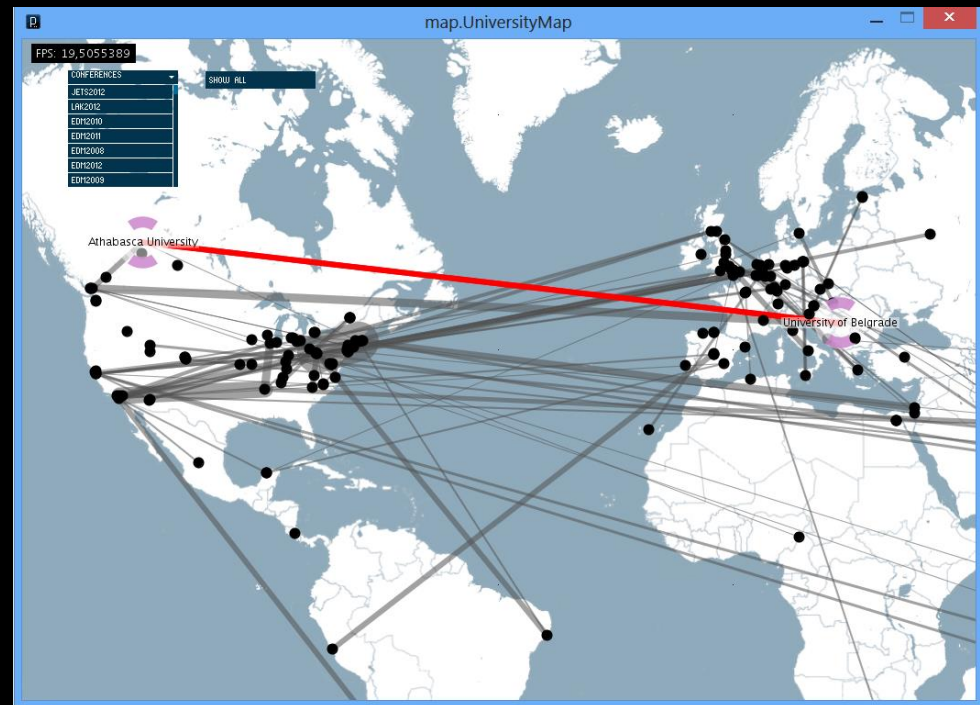 map.UniversityMap
FPS: 19,5055389
CONFERENCES
SHOW ALL
JETS2012
LAK2012
EDM2010
EDM2011
EDM2008
EDM2012
EDM2009
Athabasca University
University of Belgrade